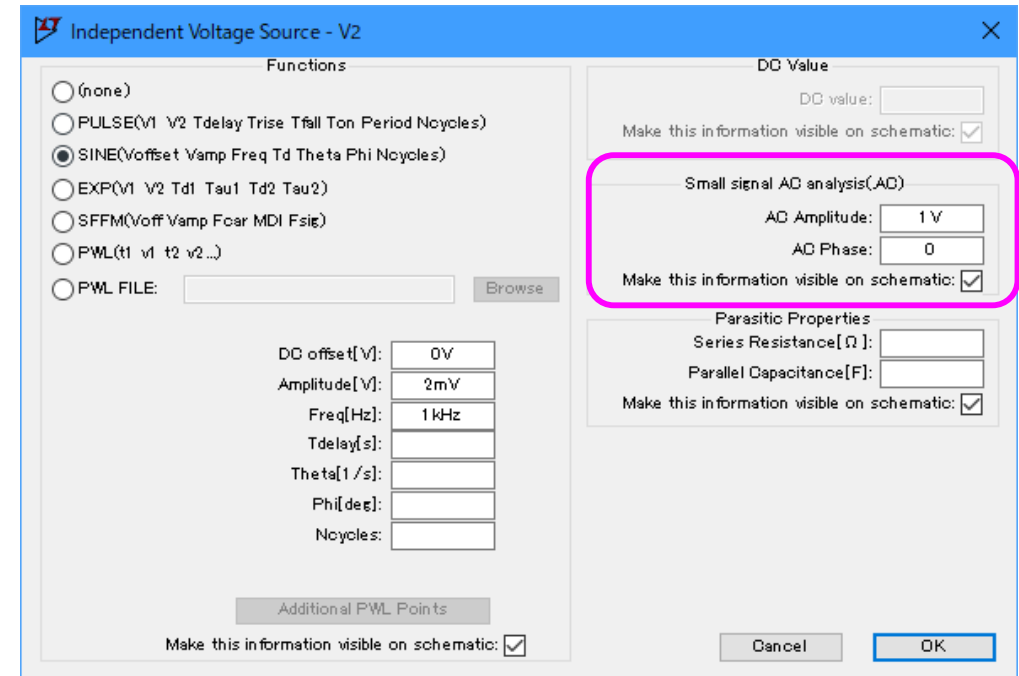 Independent Voltage Source - V2
Functions
(none)
PULSE(V1 V2 Tdelay Trise Tfall Ton Period Ncycles)
SINE(Voffset Vamp Freq Td Theta Phi Ncycles)
EXP(V1 V2 Td1 Tau1 Td2 Tau2)
SFFM(Voff Vamp Fcar MDI Fsig)
PWL(t1 v1 t2 v2...)
PWL FILE: Browse
DC offset[V]: 0V
Amplitude[V]: 2mV
Freq[Hz]: 1kHz
Tdelay[s]:
Theta[1/s]:
Phi[deg]:
Ncycles:
Additional PWL Points
Make this information visible on schematic:
DC Value
DC value:
Make this information visible on schematic:
Small signal AC analysis(.AC)
AC Amplitude: 1V
AC Phase: 0
Make this information visible on schematic:
Parasitic Properties
Series Resistance[Ω]:
Parallel Capacitance[F]:
Make this information visible on schematic:
Cancel OK